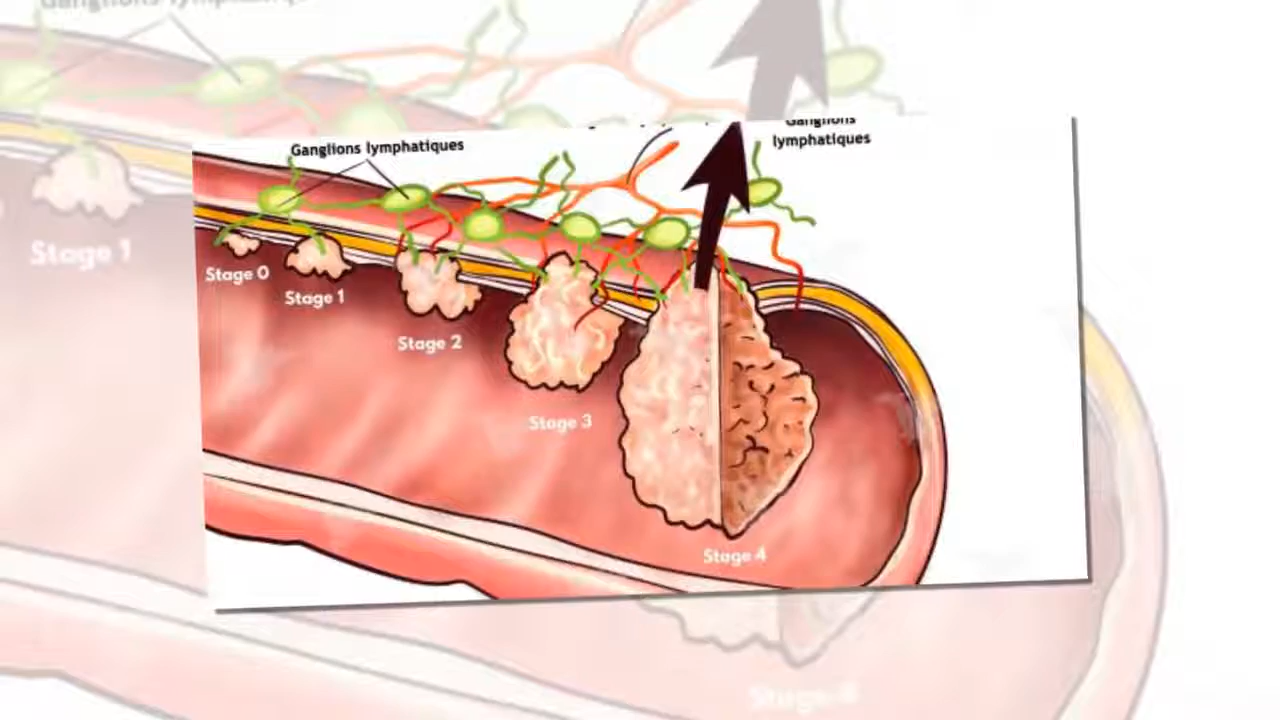 Ganglions lymphatiques
Ganglions
lymphatiques
Stage 0
Stage 1
Stage 2
Stage 3
Stage 4
Stage 1